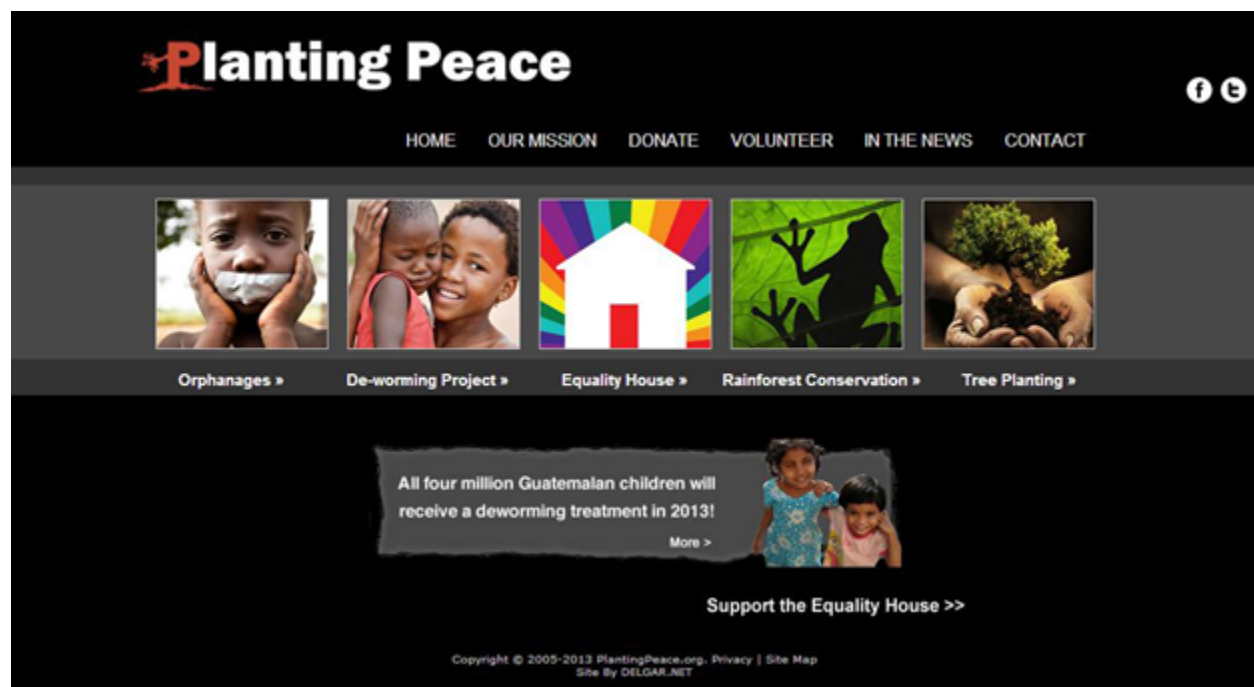 Planting Peace
HOME OUR MISSION DONATE VOLUNTEER IN THE NEWS CONTACT
Orphanages » De-worming Project » Equality House » Rainforest Conservation » Tree Planting »
All four million Guatemalan children will
receive a deworming treatment in 2013!
More >
Support the Equality House >>
Copyright © 2005-2013 PlantingPeace.org. Privacy | Site Map
Site By DELGAR.NET